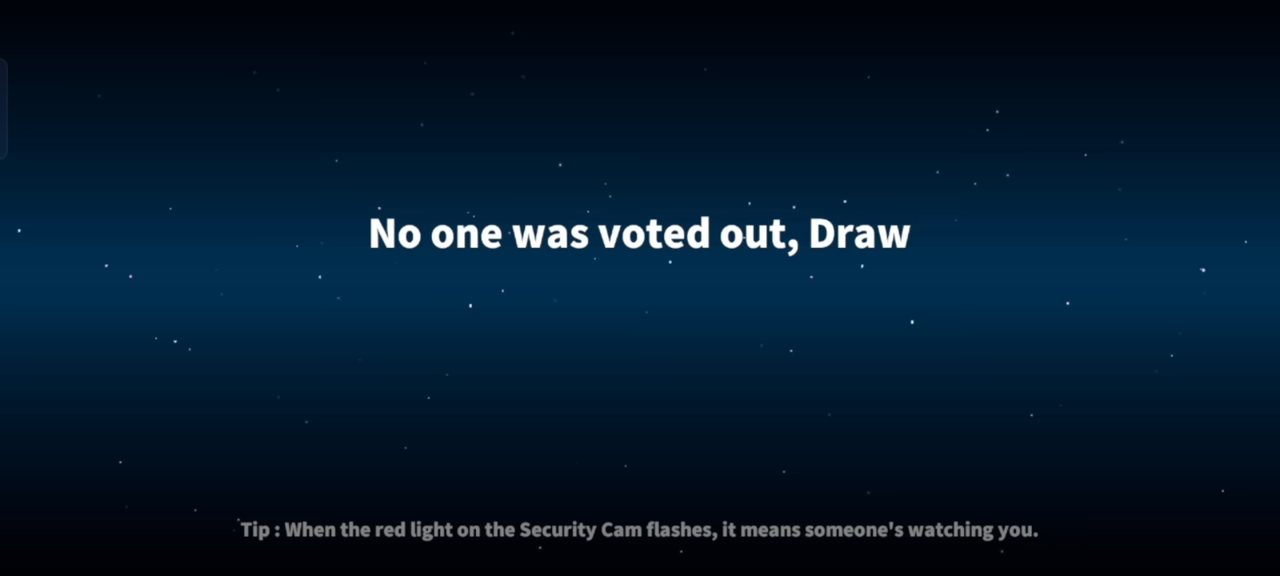 No one was voted out, Draw
Tip : When the red light on the Security Cam flashes, it means someone's watching you.